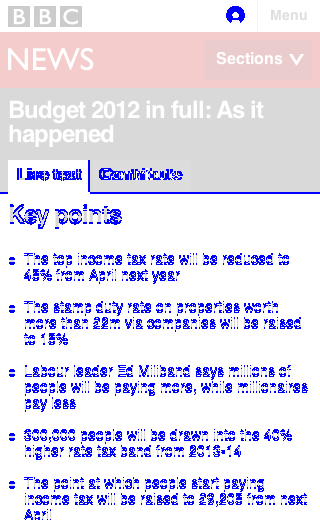 BBC
Menu
NEWS
Sections
Budget 2012 in full: As it
happened
Live text
Key points
The top income tax rate will be reduced to
45% from April next year
The stamp duty rate on properties worth
more than £2m via companies will be raised
to 15%
Labour leader Ed Miliband says millions of
people will be paying more, while millionaires
pay less
300,000 people will be drawn into the 40%
higher rate tax band from 2013-14
The point at which people start paying
income tax will be raised to £9,205 from next
April